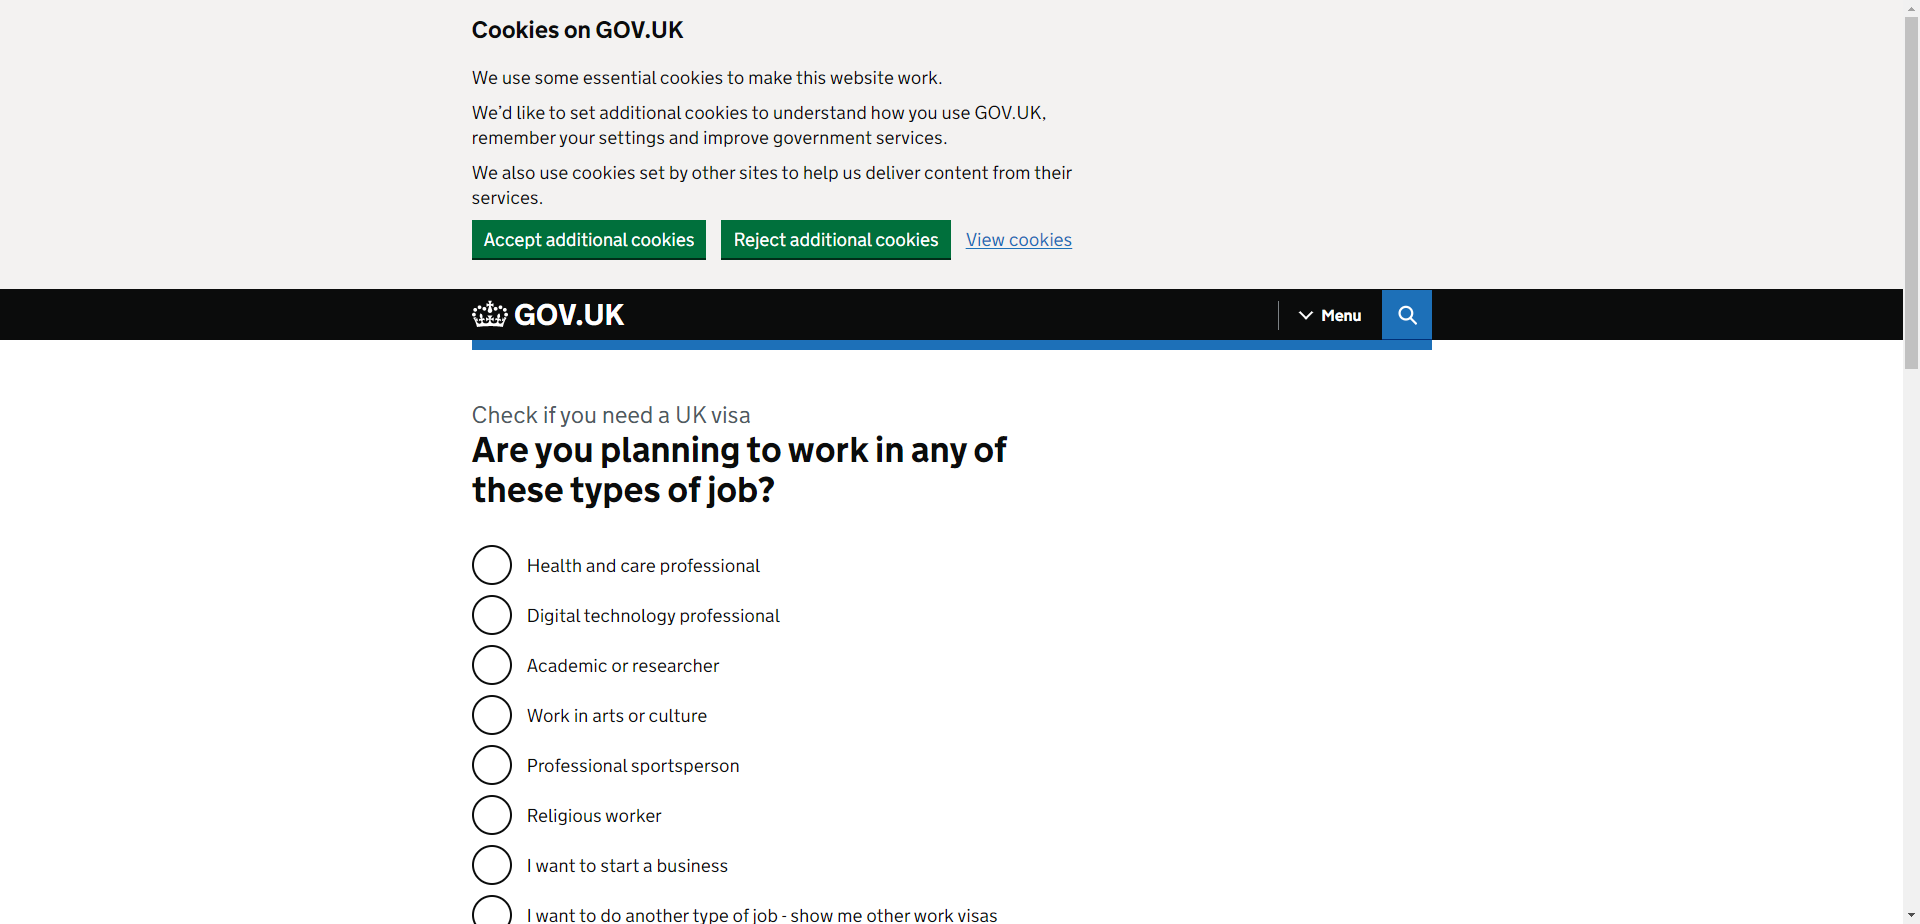 Cookies on GOV.UK
We use some essential cookies to make this website work.
We’d like to set additional cookies to understand how you use GOV.UK,
remember your settings and improve government services.
We also use cookies set by other sites to help us deliver content from their
services.
Accept additional cookies Reject additional cookies View cookies
GOV.UK Menu
Check if you need a UK visa
Are you planning to work in any of
these types of job?
Health and care professional
Digital technology professional
Academic or researcher
Work in arts or culture
Professional sportsperson
Religious worker
I want to start a business
I want to do another type of job - show me other work visas